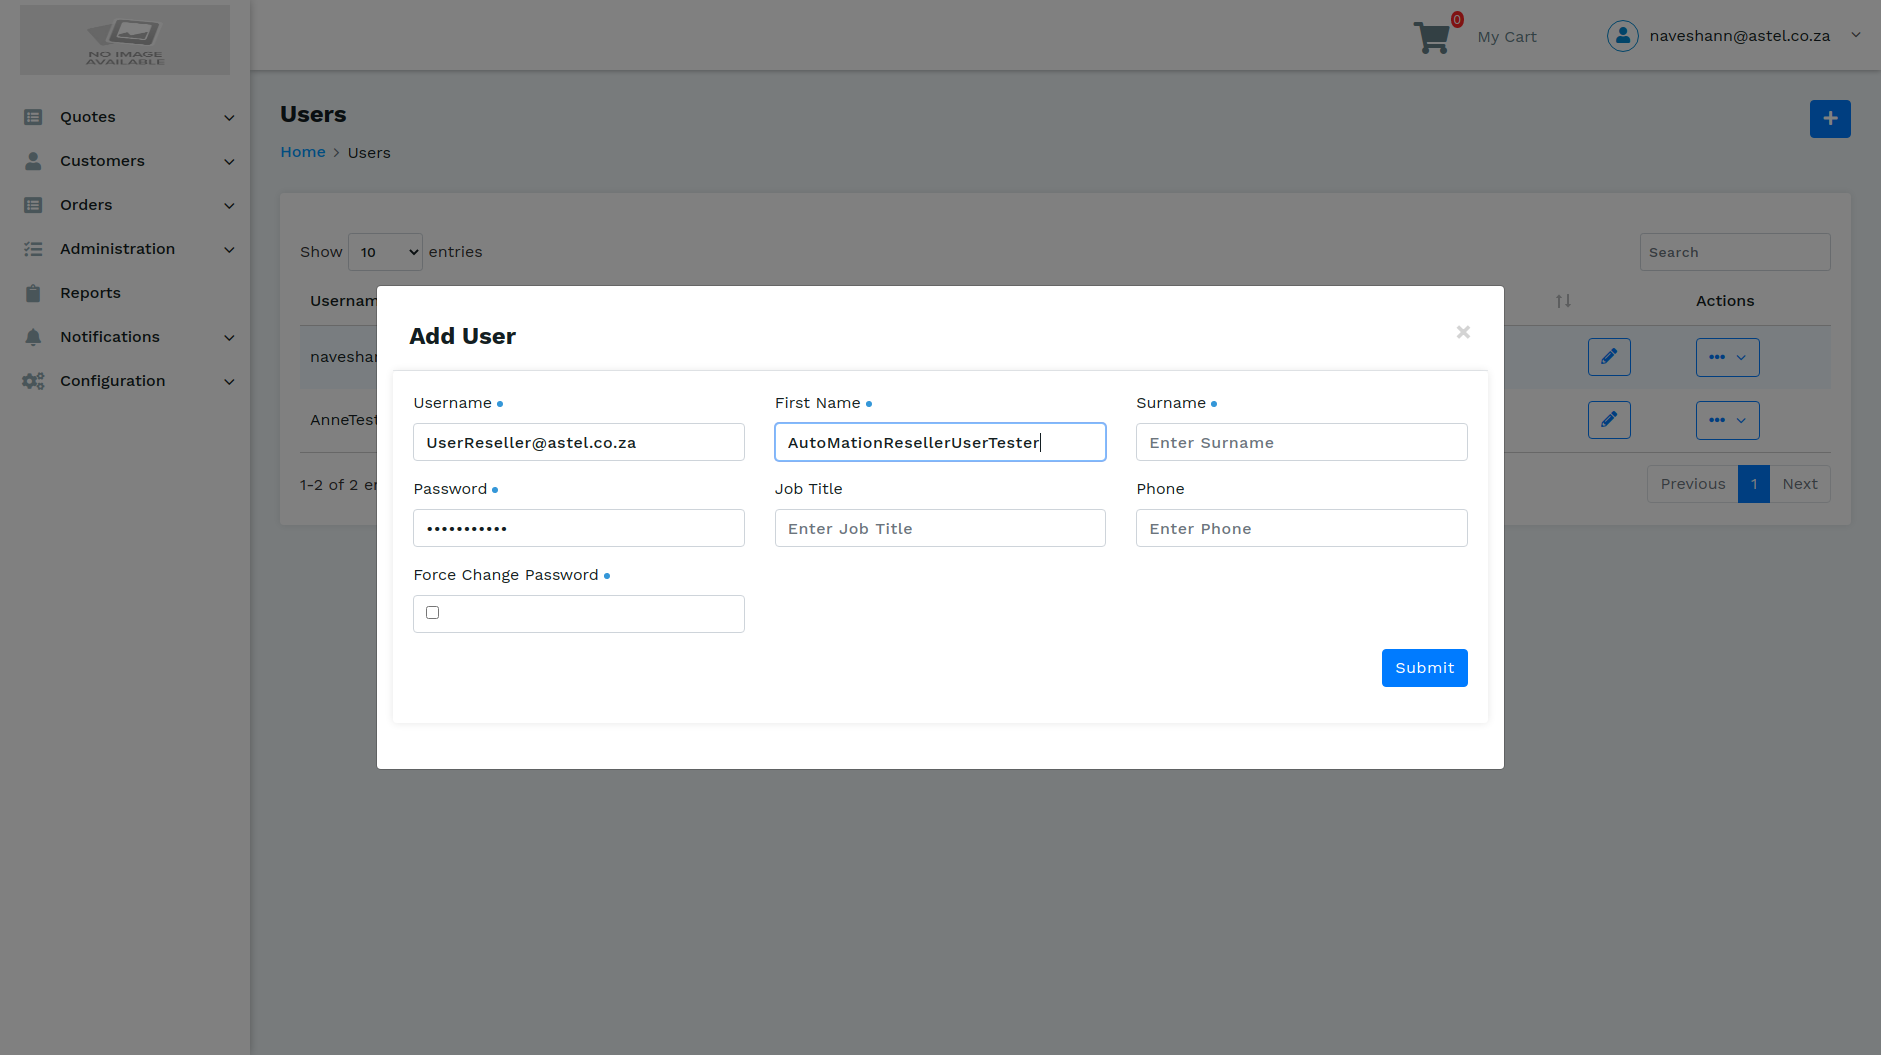 NO IMAGE
AVAILABLE
0
My Cart
naveshann@astel.co.za
Quotes
Customers
Orders
Administration
Reports
Notifications
Configuration
Users
Home > Users
Show 10 entries
Search
Usernam
Actions
naveshan
AnneTest
1-2 of 2 en
Previous 1 Next
Add User
×
Username
First Name
Surname
UserReseller@astel.co.za
AutoMationResellerUserTester
Enter Surname
Password
Job Title
Phone
•••••••••••
Enter Job Title
Enter Phone
Force Change Password
Submit